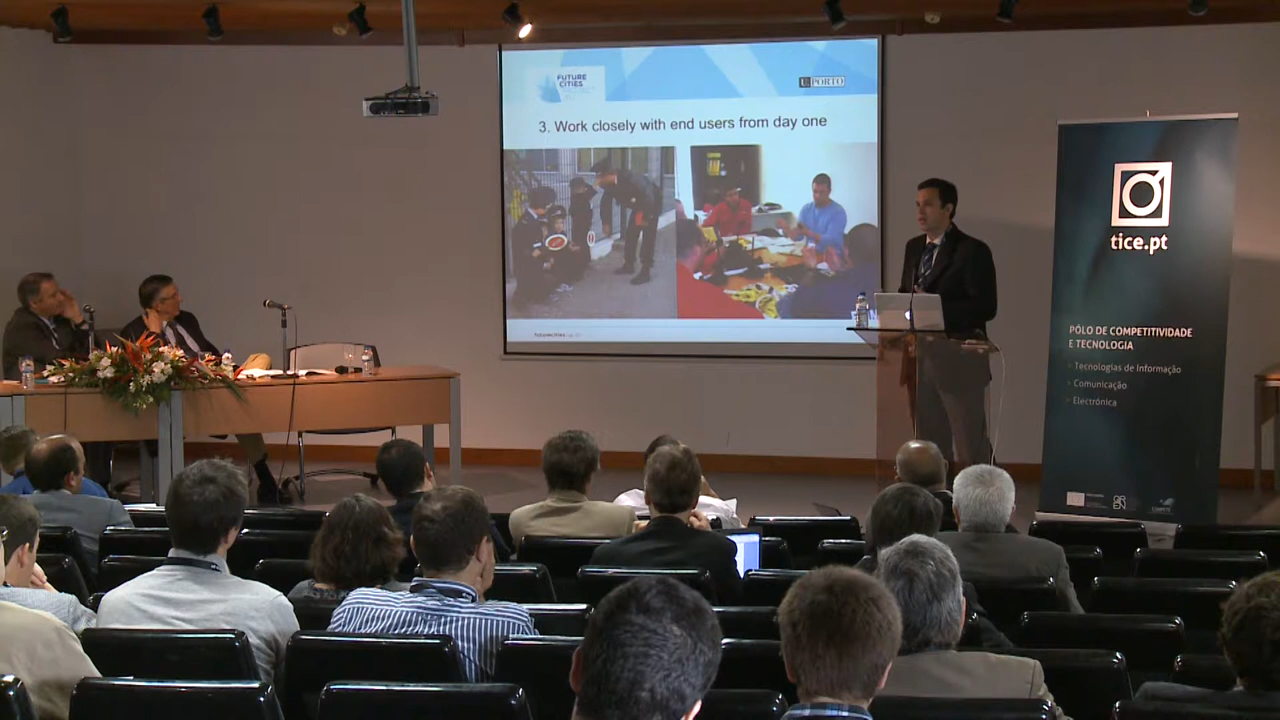 FUTURE
CITIES
U. PORTO
3. Work closely with end users from day one
tice.pt
PÓLO DE COMPETITIVIDADE
E TECNOLOGIA
Tecnologias de Informação
Comunicação
Electrónica